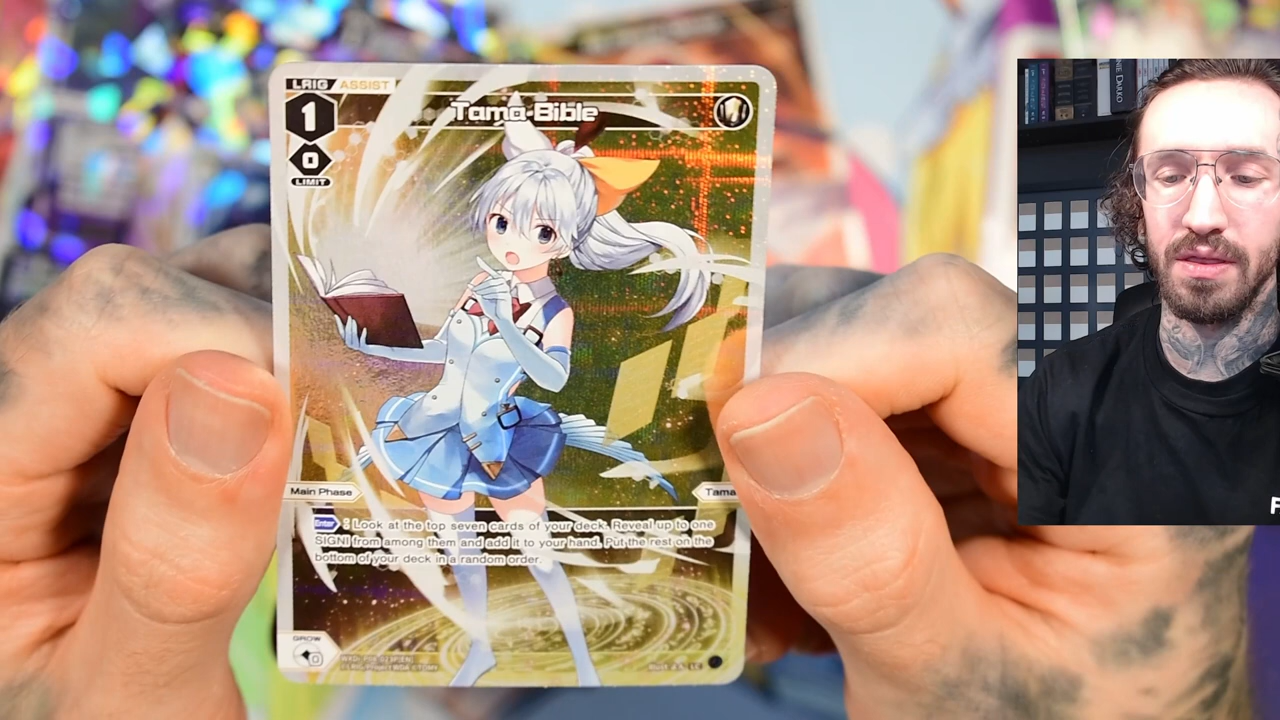 LRIG ASSIST
1
Tama·Bible
0
LIMIT
Main Phase
Tama
Enter : Look at the top seven cards of your deck. Reveal up to one
SIGNI from among them and add it to your hand. Put the rest on the
bottom of your deck in a random order.
GROW
0
DARKO
F